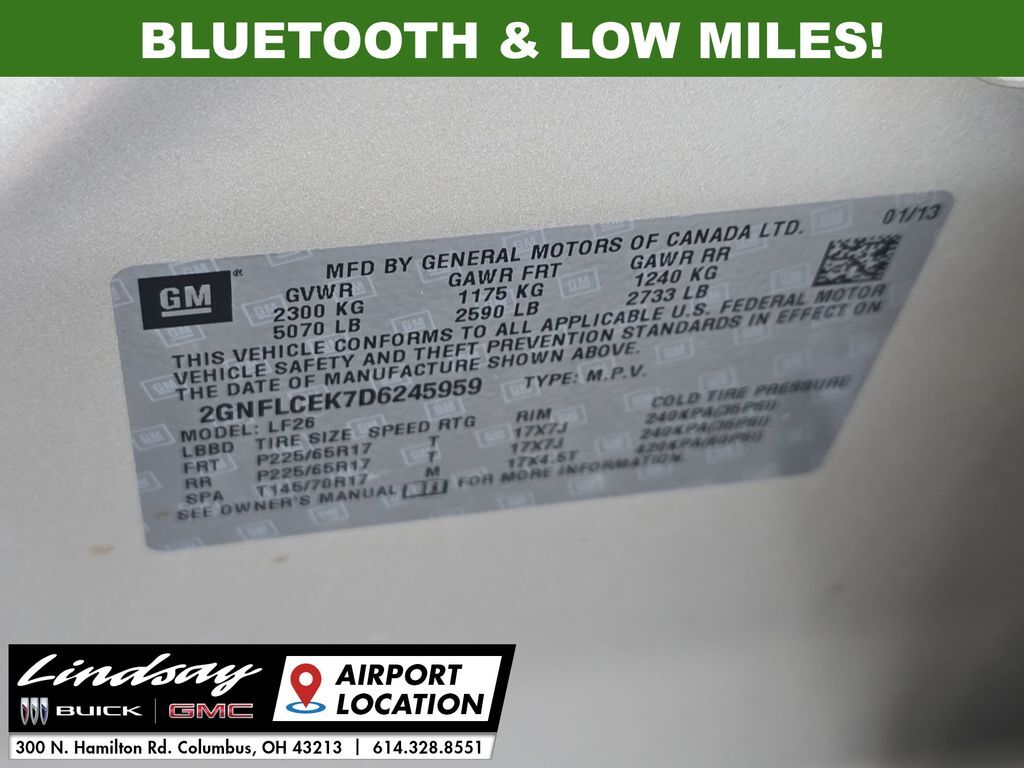 BLUETOOTH & LOW MILES!
01/13
GM®
MFD BY GENERAL MOTORS OF CANADA LTD.
GVWR GAWR FRT GAWR RR
2300 KG 1175 KG 1240 KG
5070 LB 2590 LB 2733 LB
THIS VEHICLE CONFORMS TO ALL APPLICABLE U.S. FEDERAL MOTOR
VEHICLE SAFETY AND THEFT PREVENTION STANDARDS IN EFFECT ON
THE DATE OF MANUFACTURE SHOWN ABOVE.
2GNFLCEK7D6245959 TYPE: M.P.V.
MODEL: LF26
LBBD TIRE SIZE SPEED RTG RIM COLD TIRE PRESSURE
FRT P225/65R17 T 17X7J 240KPA(35PSI)
RR P225/65R17 T 17X7J 240KPA(35PSI)
SPA T145/70R17 M 17X4.5T 420KPA(60PSI)
SEE OWNER'S MANUAL FOR MORE INFORMATION.
Lindsay
BUICK | GMC
AIRPORT
LOCATION
300 N. Hamilton Rd. Columbus, OH 43213 | 614.328.8551